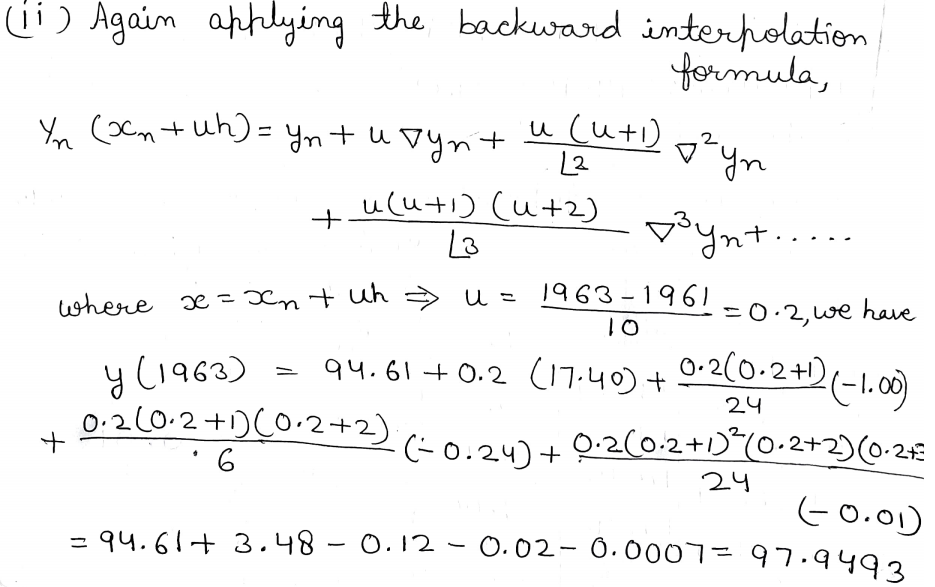 (ii) Again applying the backward interpolation
formula,
Yn (xn + uh) = yn + u ∇yn + u (u+1) / ⌊2 ∇²yn
+ u(u+1) (u+2) / ⌊3 ∇³yn + .....
where x = xn + uh ⇒ u = 1963 - 1961 / 10 = 0.2, we have
y (1963) = 94.61 + 0.2 (17.40) + 0.2(0.2+1) / 24 (-1.00)
+ 0.2(0.2+1)(0.2+2) / 6 (-0.24) + 0.2(0.2+1)²(0.2+2)(0.2+3 / 24
(-0.01)
= 94.61 + 3.48 - 0.12 - 0.02 - 0.0007 = 97.9493